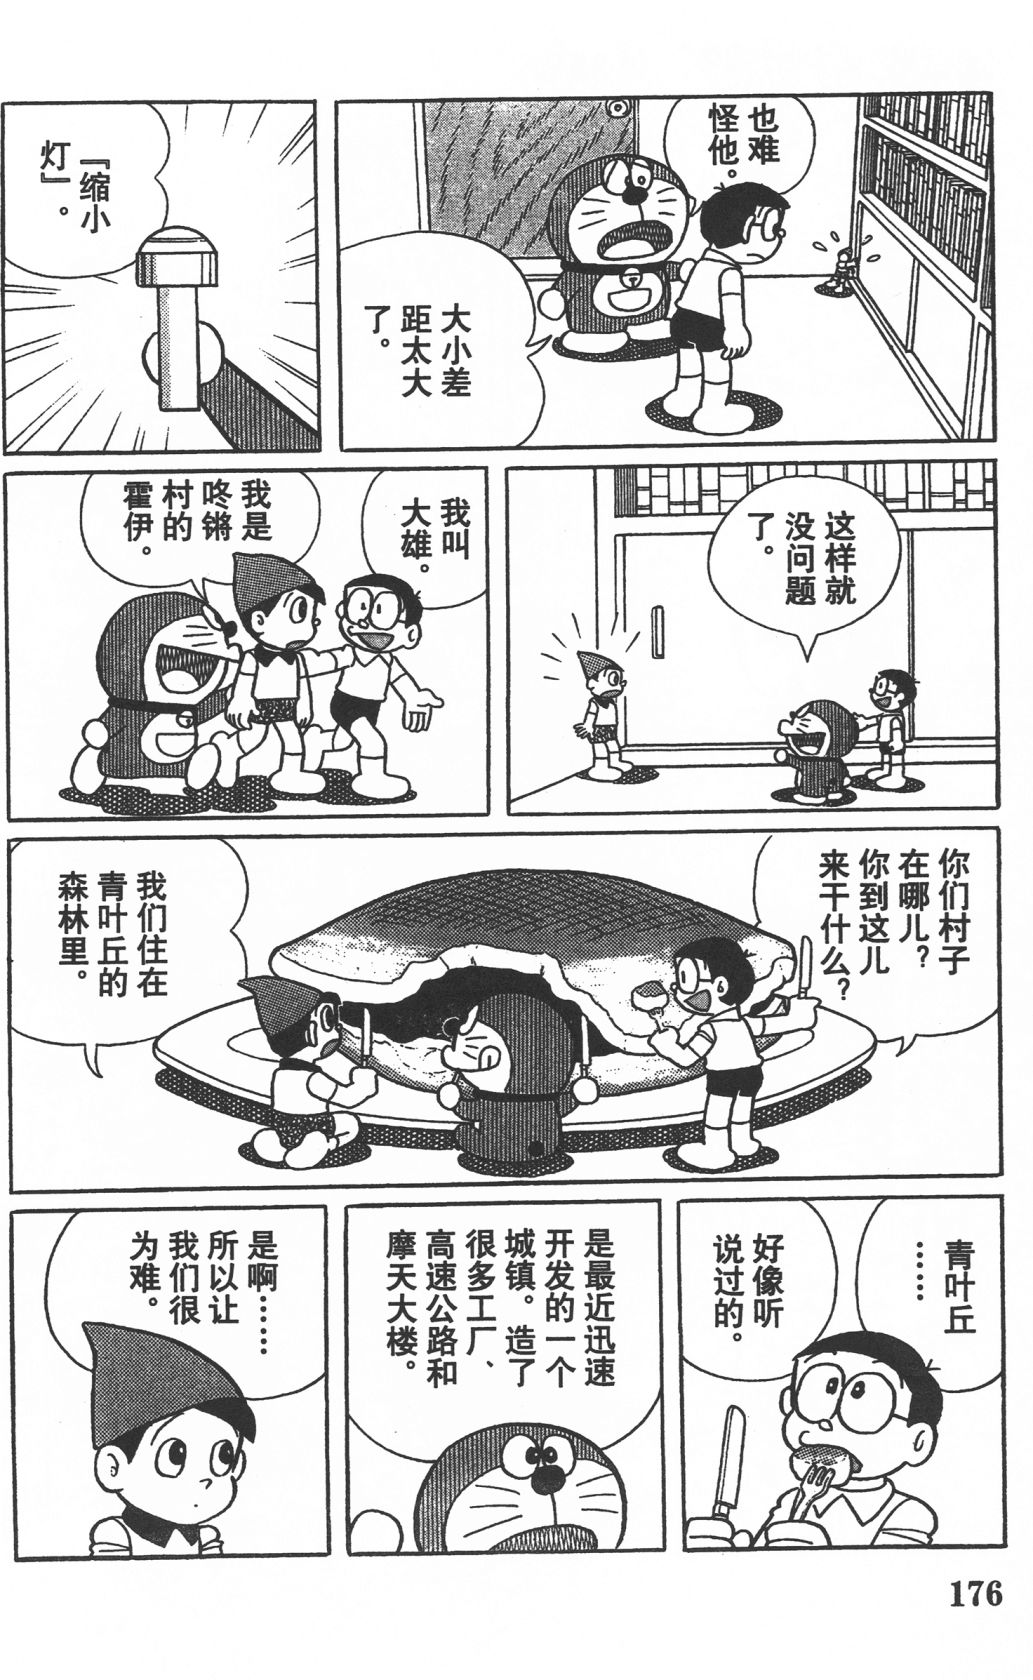 也难
怪他。
大小差
距太大
了。
『缩小
灯』。
这样就
没问题
了。
我叫
大雄。
我是
咚锵
村的
霍伊。
你们村子
在哪儿？
你到这儿
来干什么？
我们住在
青叶丘的
森林里。
青叶丘
……
好像听
说过的。
是最近迅速
开发的一个
城镇。造了
很多工厂、
高速公路和
摩天大楼。
是啊……
所以让
我们很
为难。
176